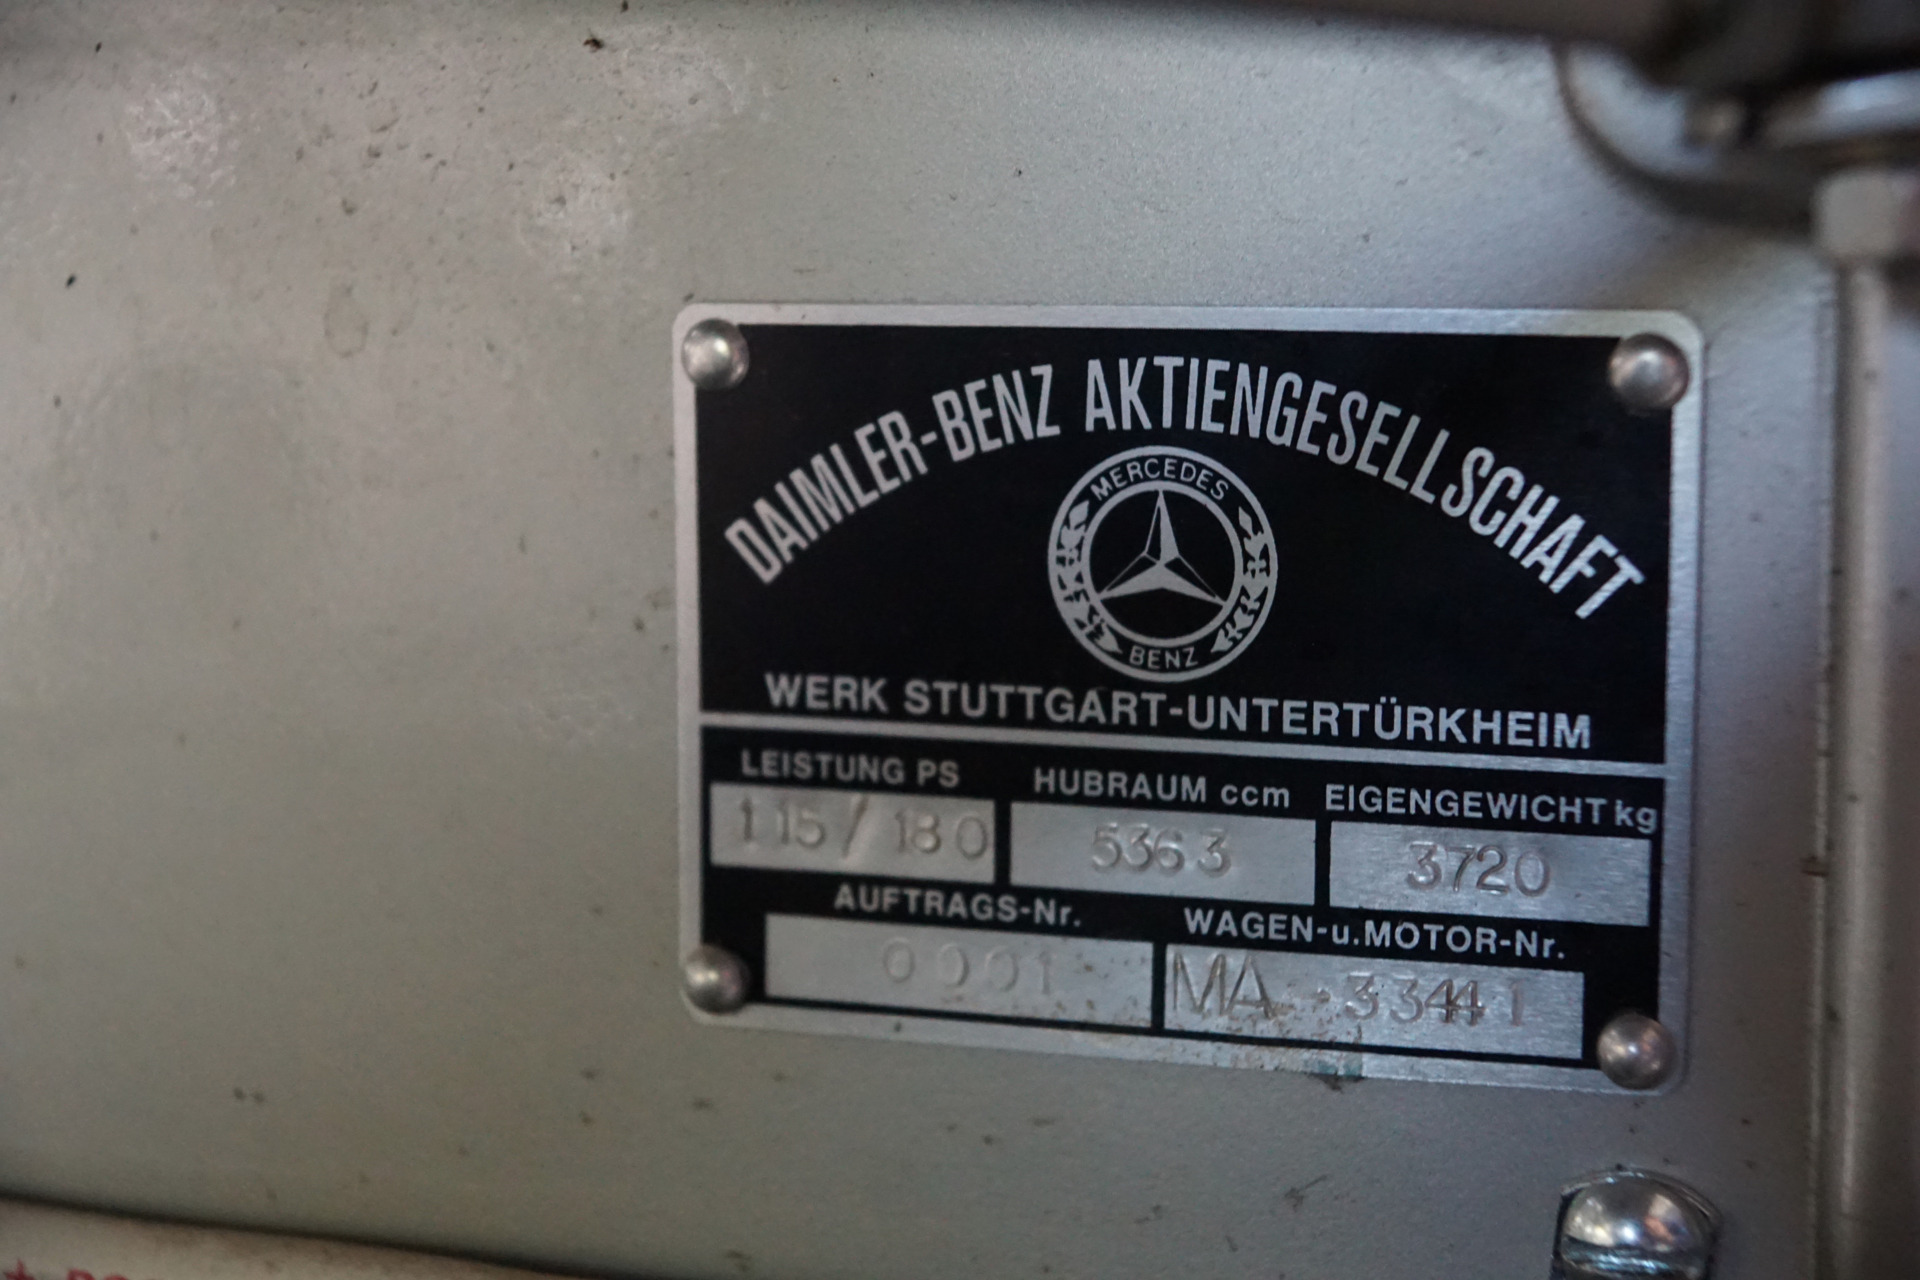 DAIMLER-BENZ AKTIENGESELLSCHAFT
MERCEDES
BENZ
WERK STUTTGART-UNTERTÜRKHEIM
LEISTUNG PS HUBRAUM ccm EIGENGEWICHT kg
115/180 5363 3720
AUFTRAGS-Nr. WAGEN-u.MOTOR-Nr.
0001 MA 33441